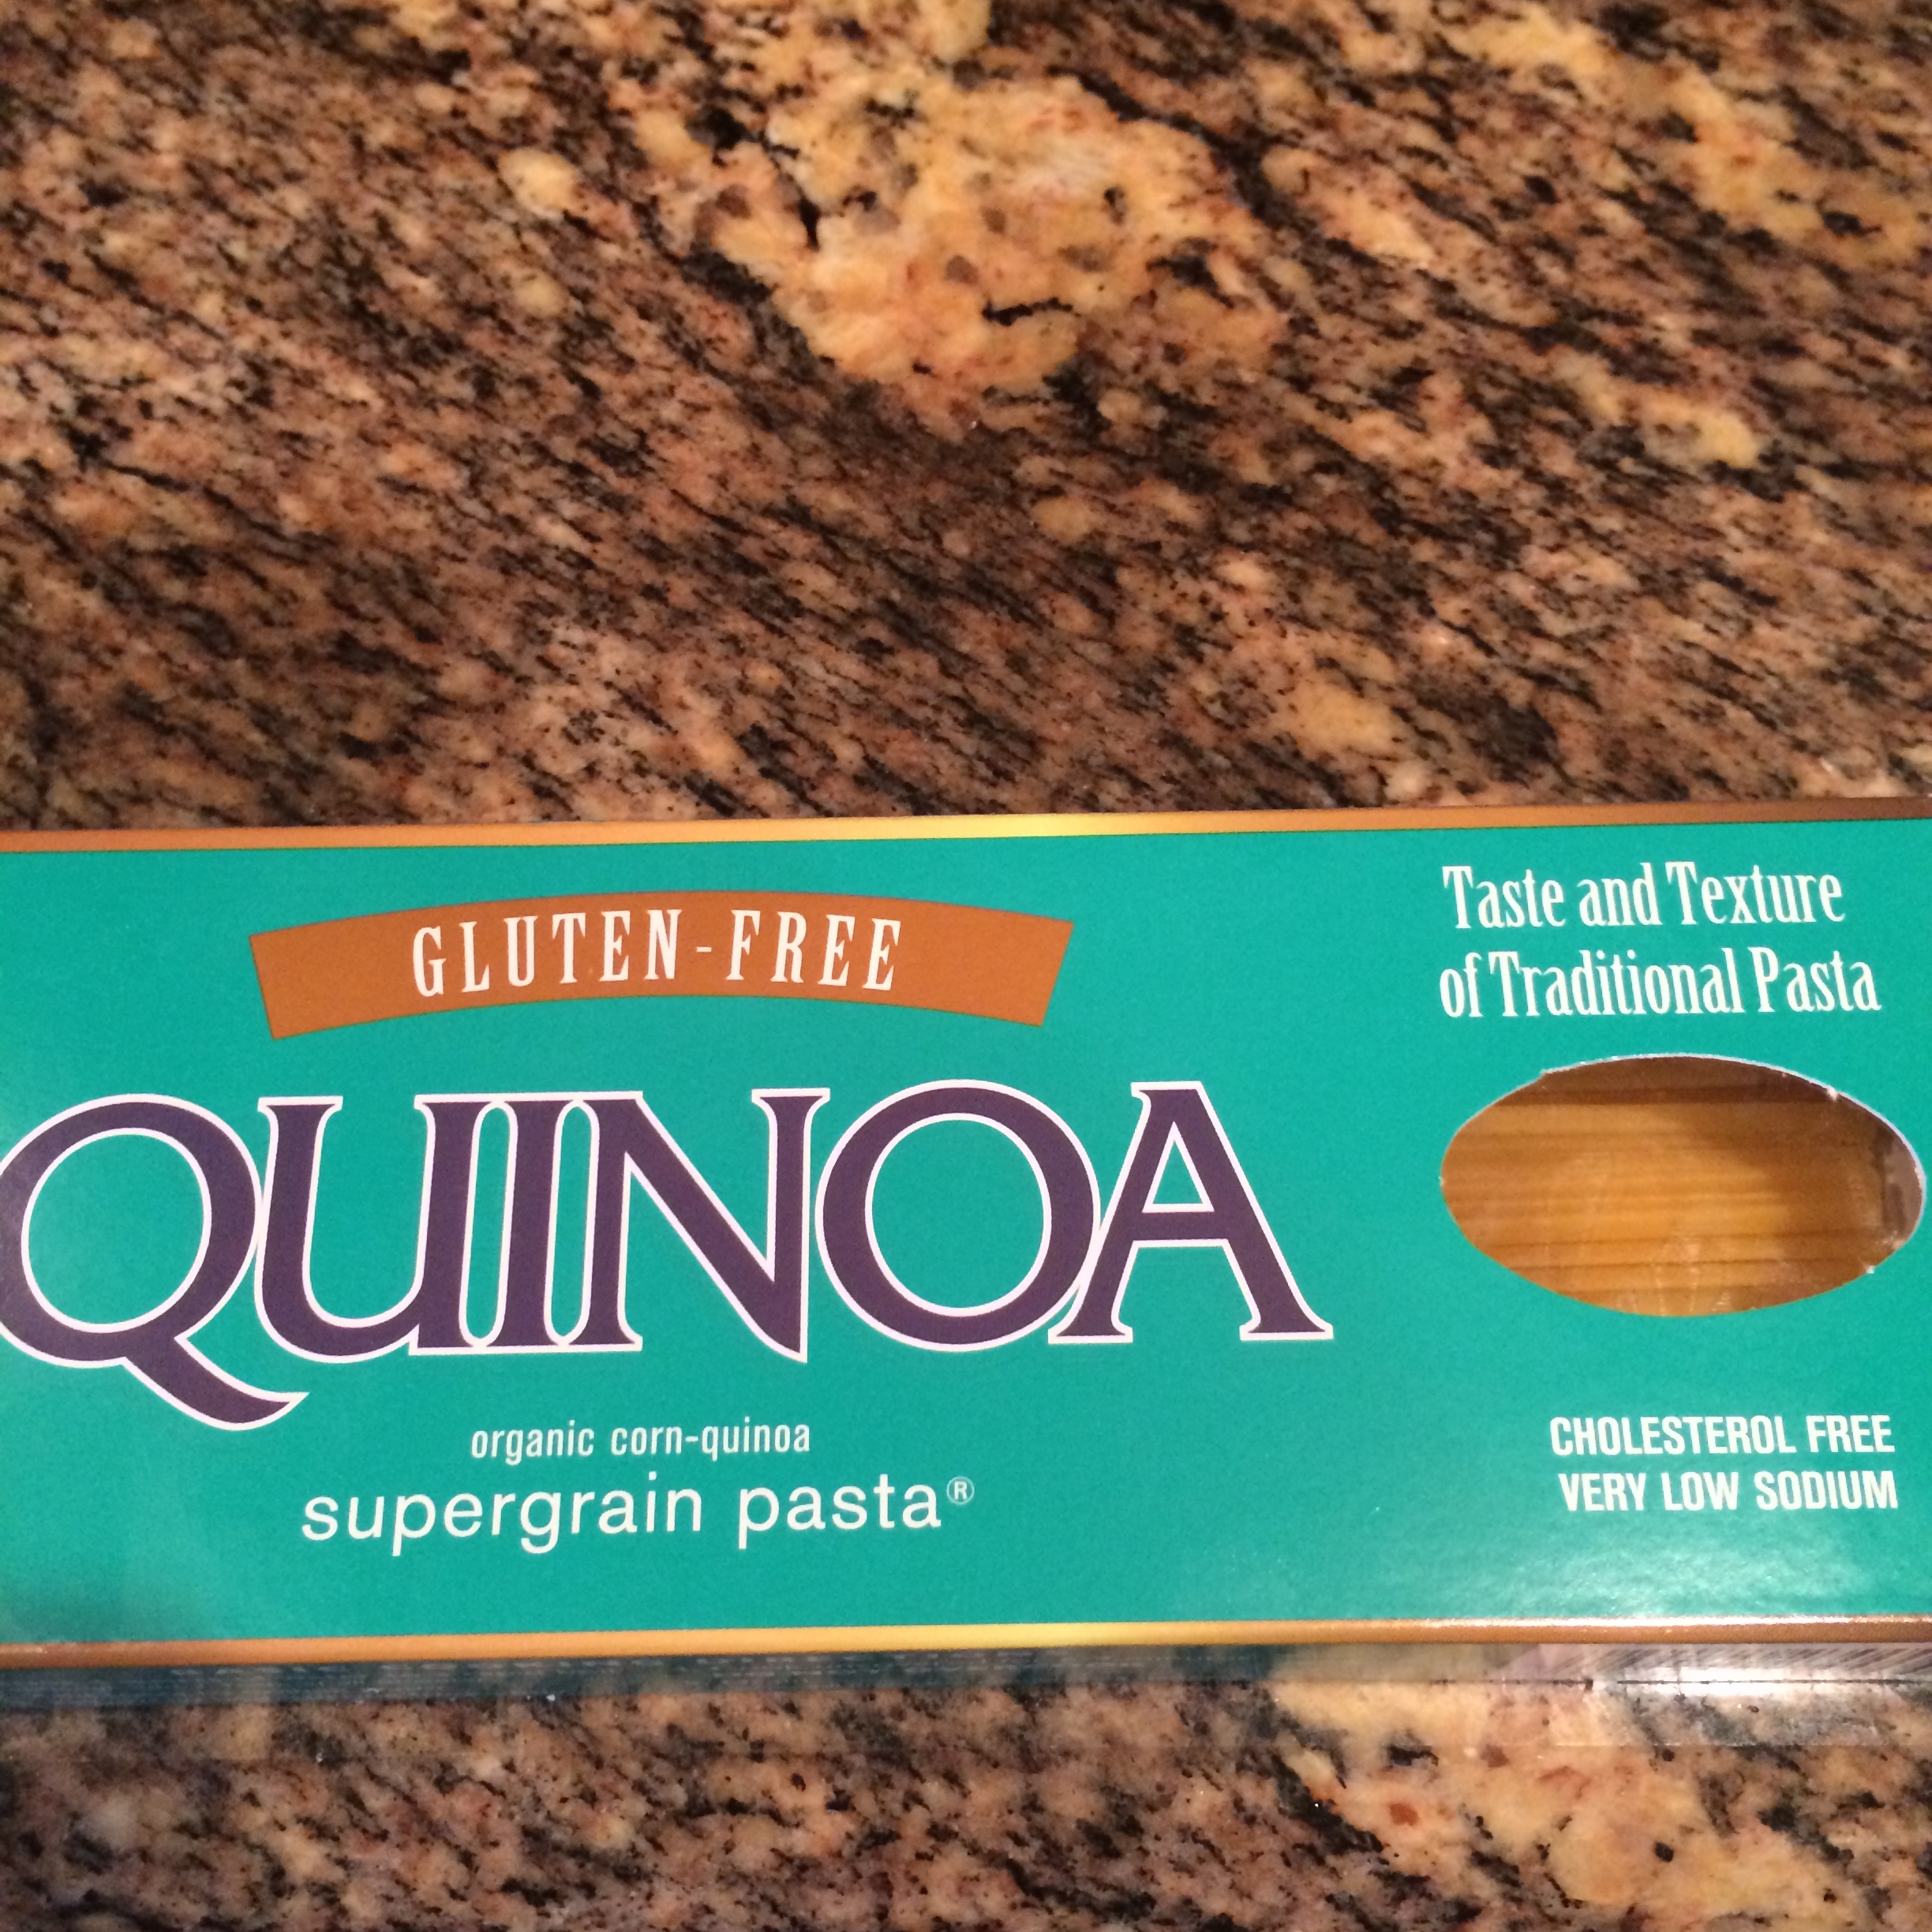 GLUTEN-FREE
QUINOA
organic corn-quinoa
supergrain pasta®
Taste and Texture
of Traditional Pasta
CHOLESTEROL FREE
VERY LOW SODIUM